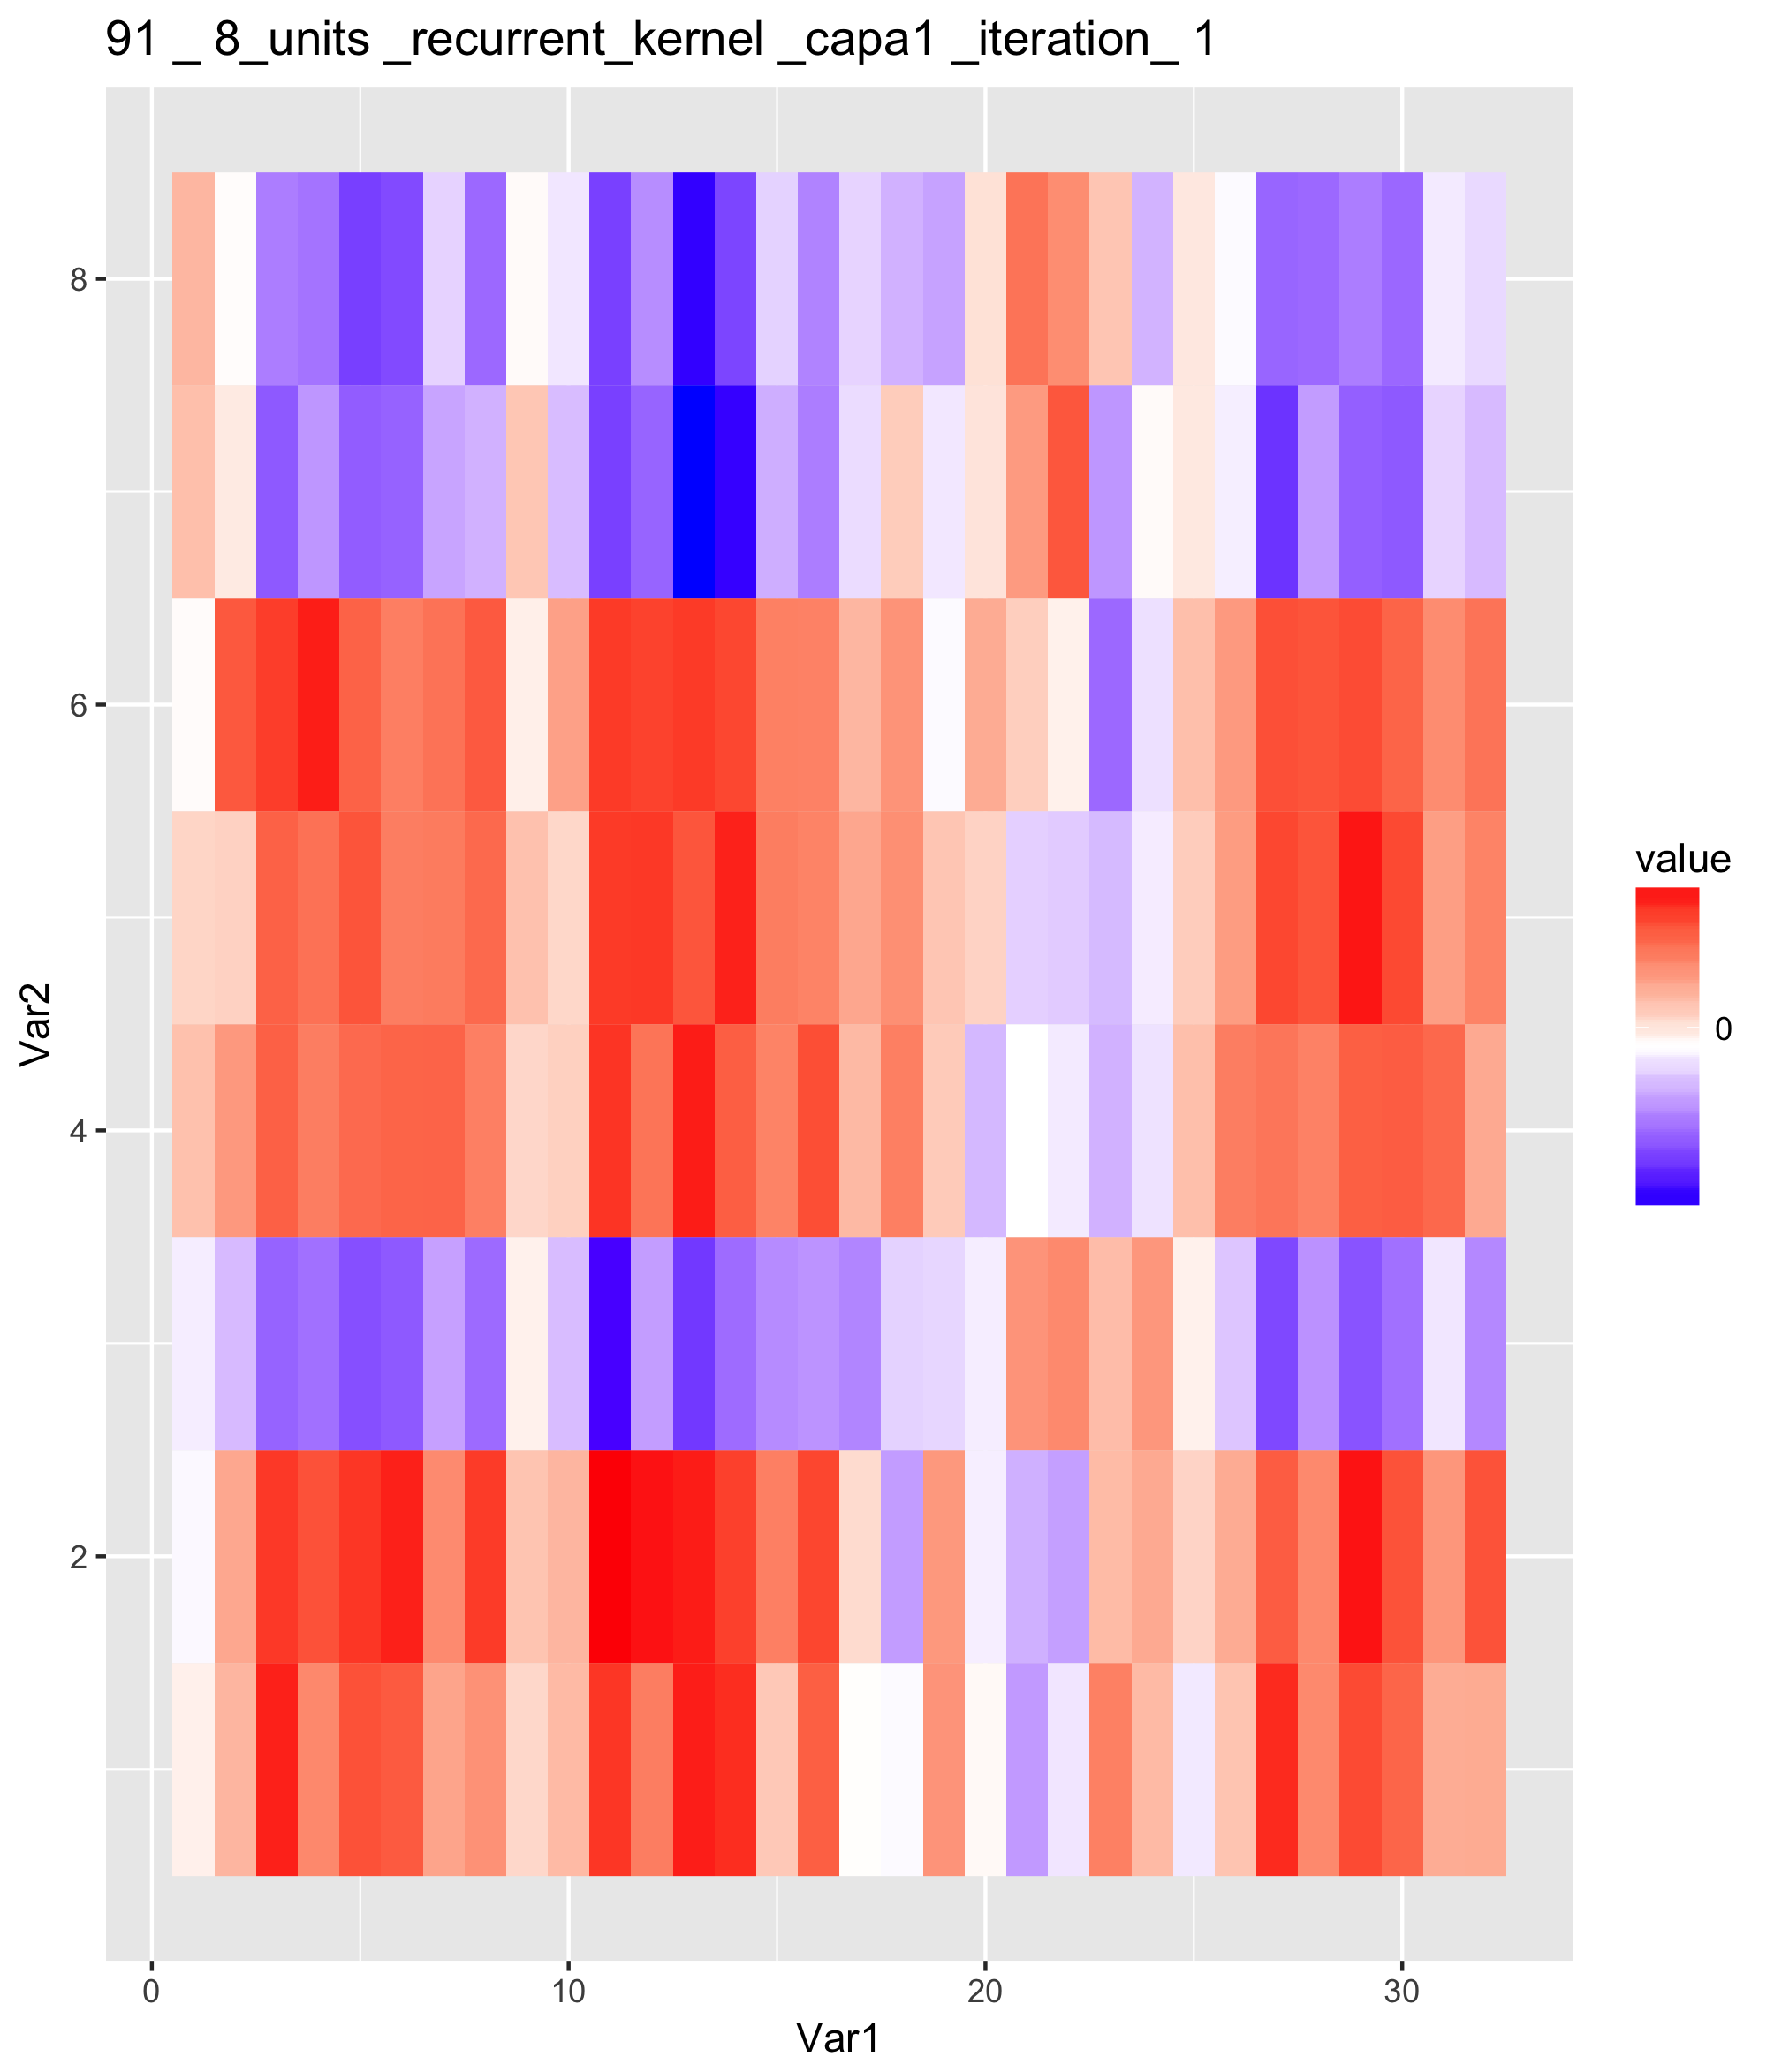 91 _ 8_units _recurrent_kernel _capa1 _iteration_ 1
8
6
4
2
Var2
0
10
20
30
Var1
value
0